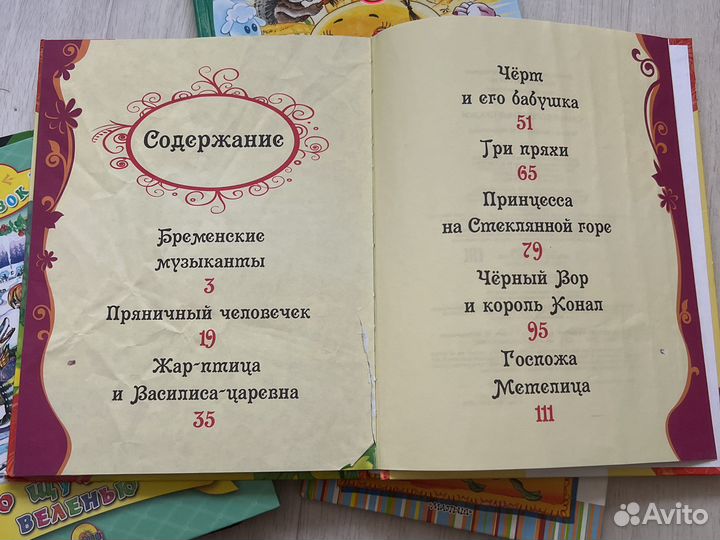 Содержание
Бременские
музыканты
3
Пряничный человечек
19
Жар-птица
и Василиса-царевна
35
Чёрт
и его бабушка
51
Три пряхи
65
Принцесса
на Стеклянной горе
79
Чёрный Вор
и король Конал
95
Госпожа
Метелица
111
ВЕЛЕНЬЮ
Avito